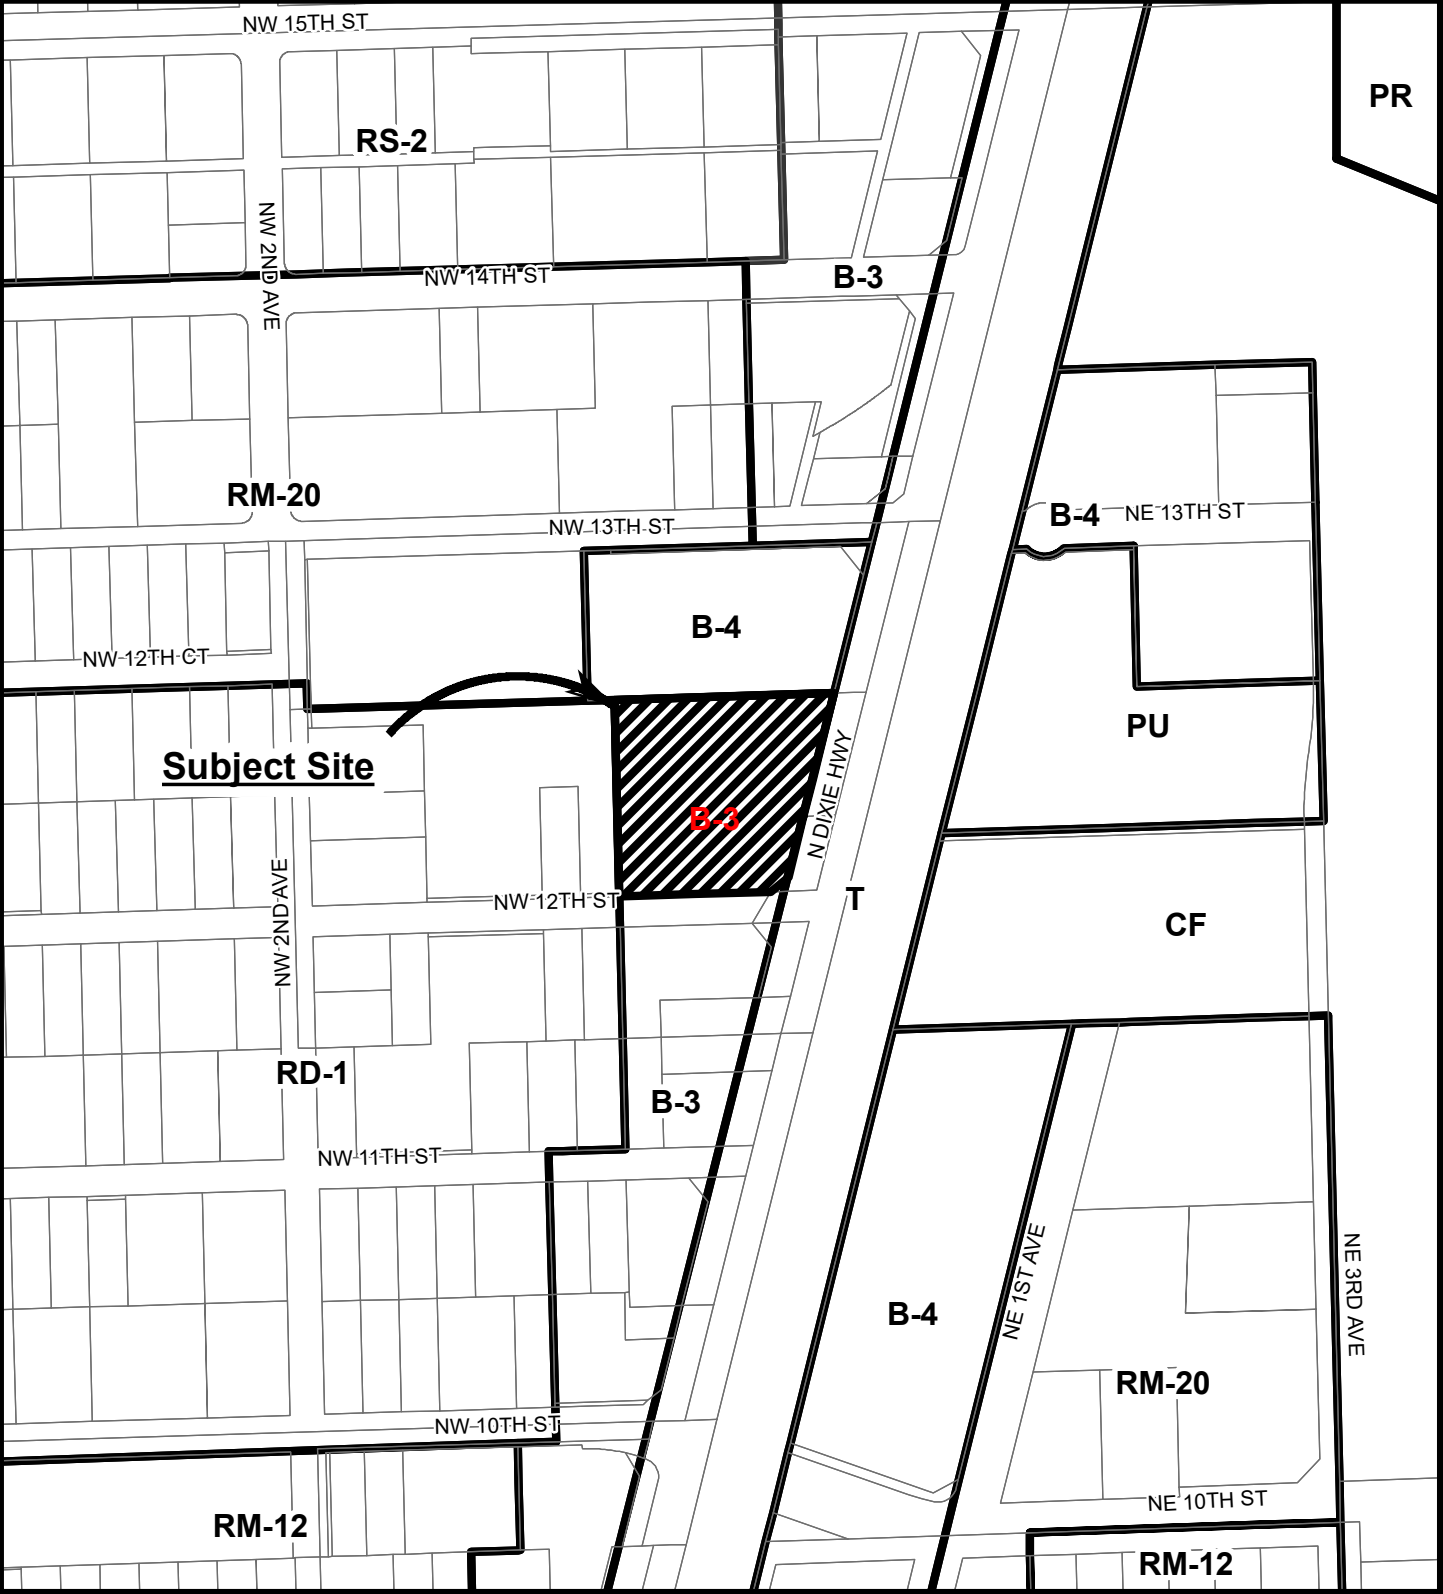 NW 15TH ST
PR
RS-2
NW 2ND AVE
NW 14TH ST
B-3
RM-20
NW 13TH ST
B-4
NE 13TH ST
B-4
NW 12TH CT
PU
Subject Site
B-3
N DIXIE HWY
NW 2ND AVE
NW 12TH ST
T
CF
RD-1
B-3
NW 11TH ST
NE 1ST AVE
NE 3RD AVE
B-4
RM-20
NW 10TH ST
NE 10TH ST
RM-12
RM-12